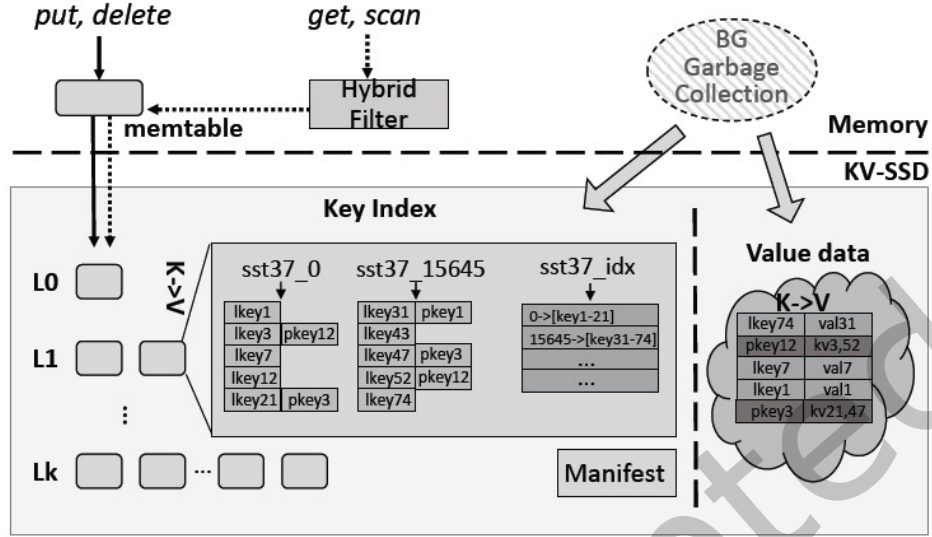 put, delete
get, scan
BG
Garbage
Collection
Hybrid
Filter
memtable
Memory
KV-SSD
Key Index
Value data
K->V
L0
L1
⋮
Lk
...
sst37_0
lkey1
lkey3 pkey12
lkey7
lkey12
lkey21 pkey3
sst37_15645
lkey31 pkey1
lkey43
lkey47 pkey3
lkey52 pkey12
lkey74
sst37_idx
0->[key1-21]
15645->[key31-74]
...
...
Manifest
K->V
lkey74 val31
pkey12 kv3,52
lkey7 val7
lkey1 val1
pkey3 kv21,47